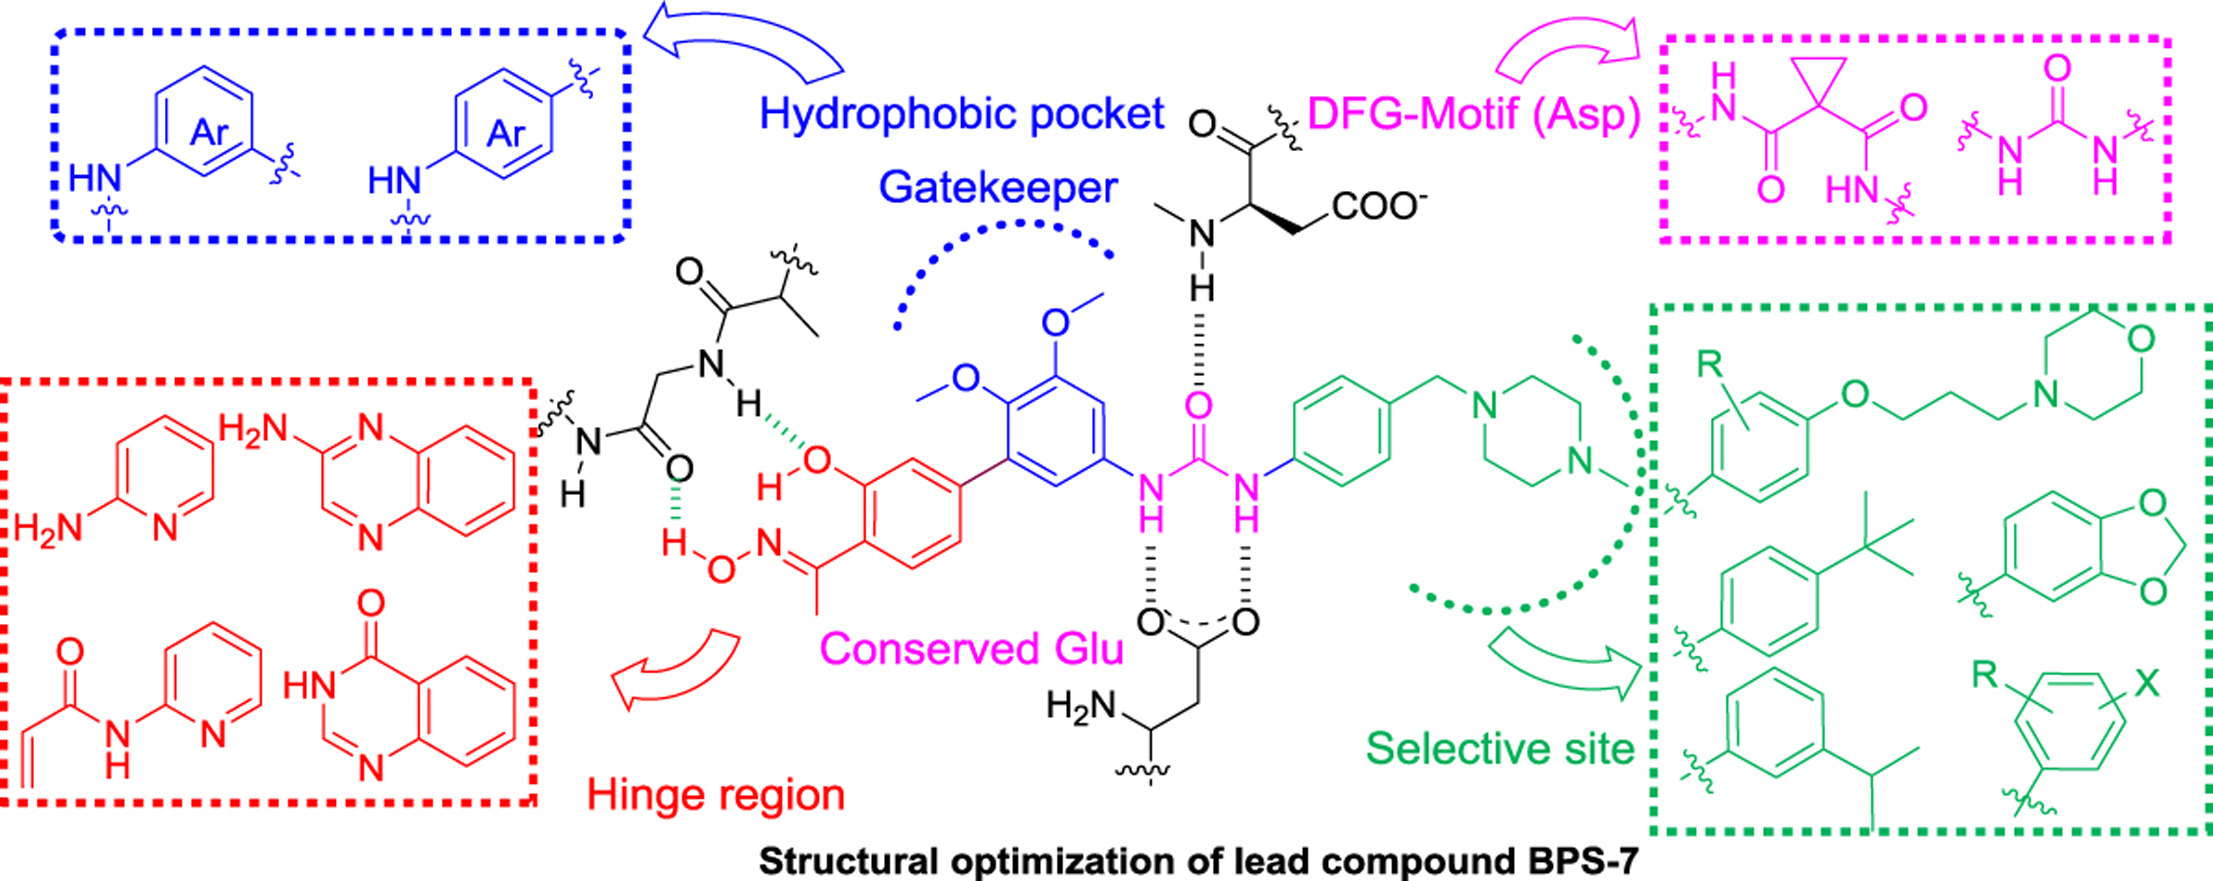 Hydrophobic pocket
DFG-Motif (Asp)
Gatekeeper
Ar
HN
Ar
HN
H
N
O
O
HN
O
N
H
N
H
O
COO⁻
N
H
O
N
H
O
N
H
O
O
O
H
H
O
N
O
N
H
N
H
N
N
O
O
H₂N
Conserved Glu
H₂N
N
H₂N
N
N
O
N
H
N
O
HN
N
Hinge region
R
O
N
O
O
O
R
X
Selective site
Structural optimization of lead compound BPS-7